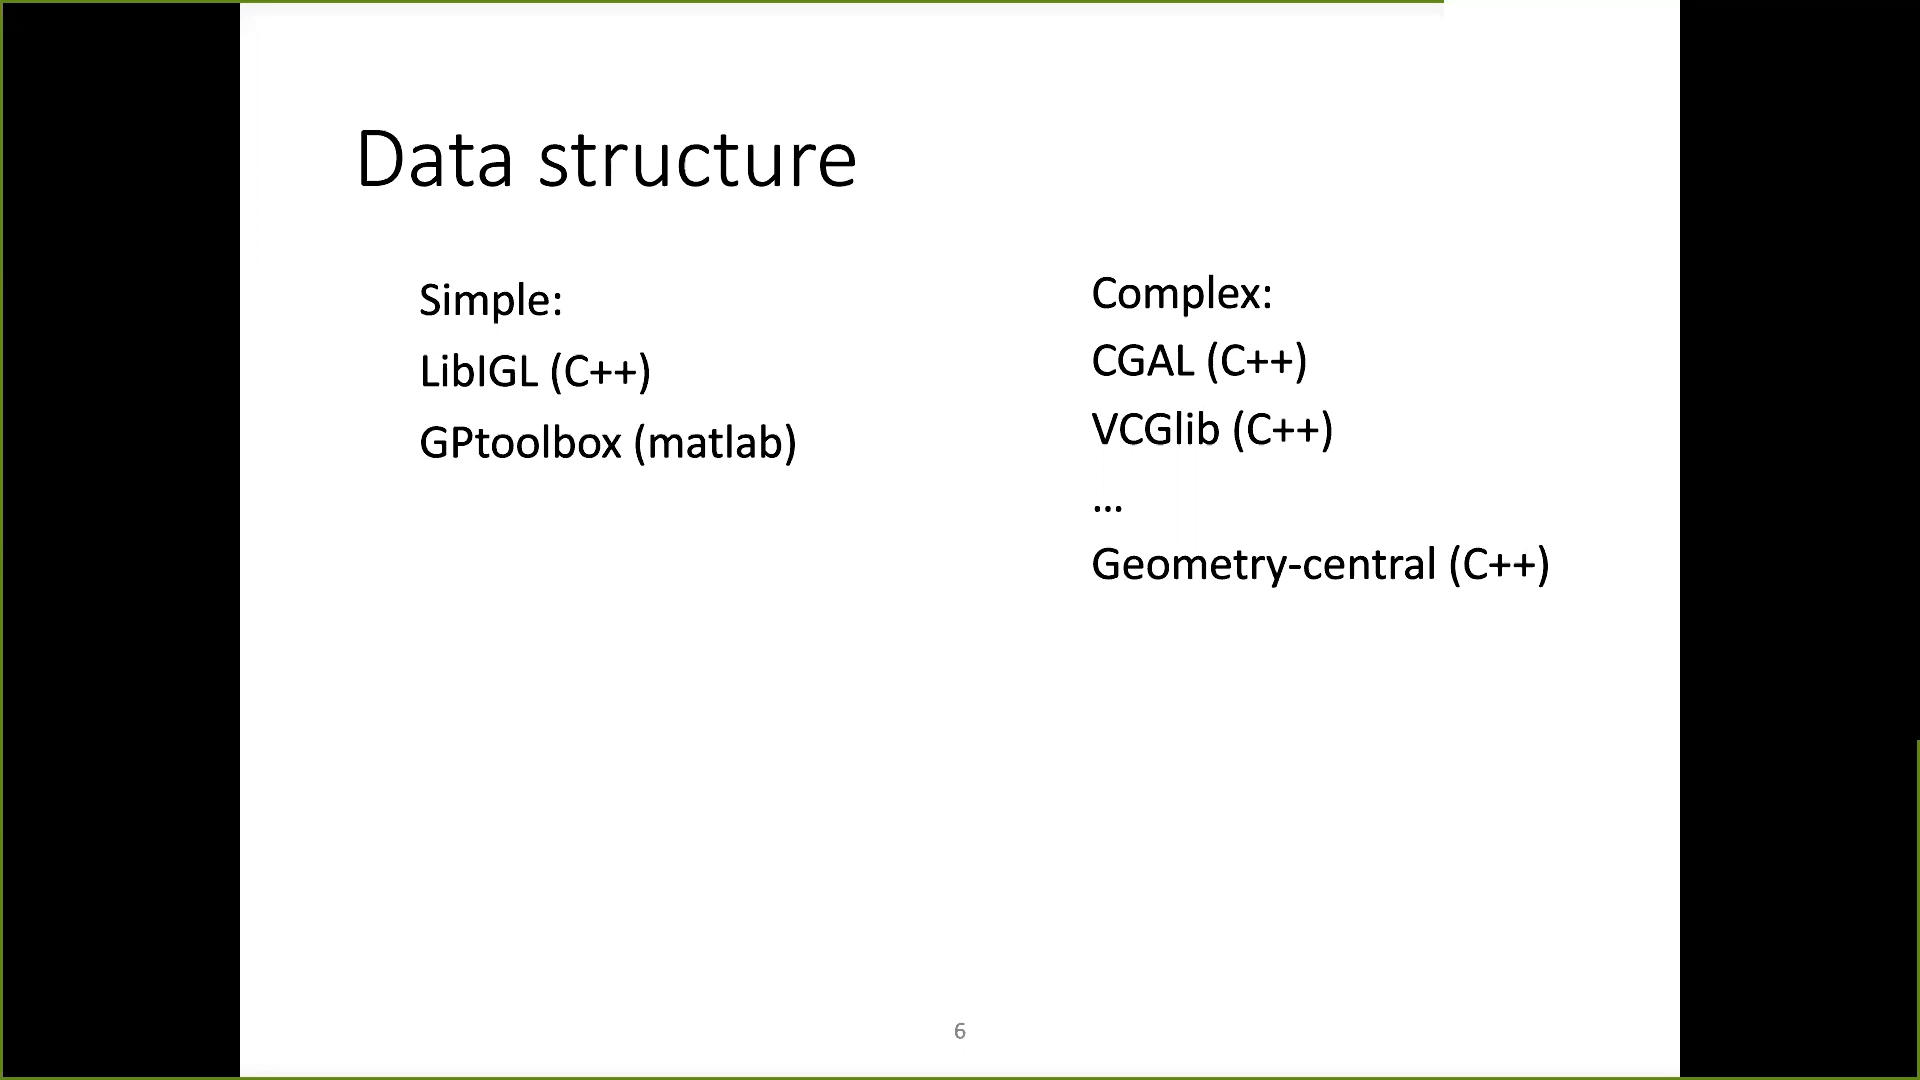 Data structure
Simple:
LibIGL (C++)
GPtoolbox (matlab)
Complex:
CGAL (C++)
VCGlib (C++)
...
Geometry-central (C++)
6